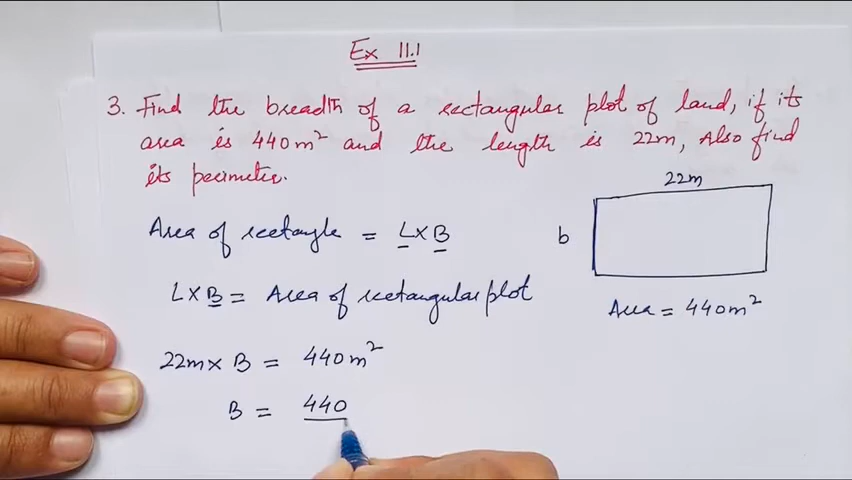 Ex 11.1
3. Find the breadth of a rectangular plot of land, if its
area is 440m² and the length is 22m, Also find
its perimeter.
22m
b
Area = 440m²
Area of rectangle = L×B
L×B = Area of rectangular plot
22m× B = 440m²
B = 440